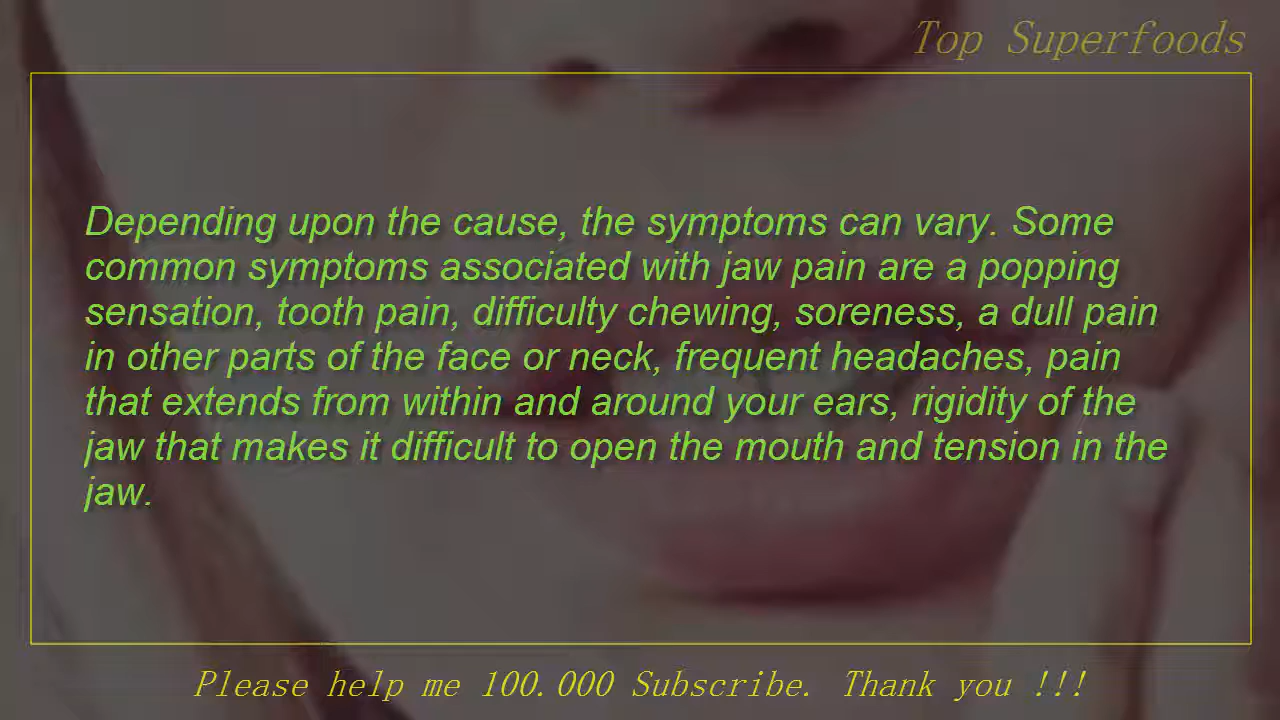 Top Superfoods
Depending upon the cause, the symptoms can vary. Some
common symptoms associated with jaw pain are a popping
sensation, tooth pain, difficulty chewing, soreness, a dull pain
in other parts of the face or neck, frequent headaches, pain
that extends from within and around your ears, rigidity of the
jaw that makes it difficult to open the mouth and tension in the
jaw.
Please help me 100.000 Subscribe. Thank you !!!